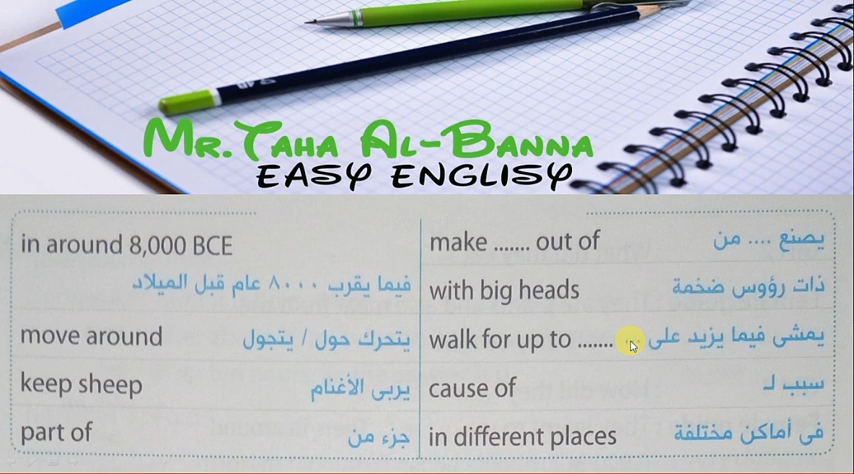 MR.TAHA AL-BANNA
EASY ENGLISY
in around 8,000 BCE
فيما يقرب ٨٠٠٠ عام قبل الميلاد
move around يتحرك حول / يتجول
keep sheep يربى الأغنام
part of جزء من
make ....... out of يصنع .... من
with big heads ذات رؤوس ضخمة
walk for up to ....... يمشى فيما يزيد على ...
cause of سبب لـ
in different places فى أماكن مختلفة